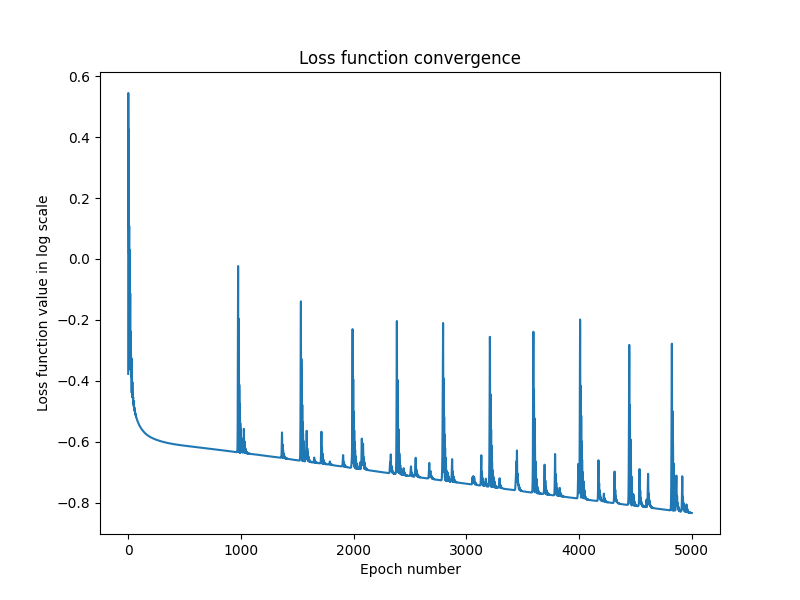 Loss function convergence
Loss function value in log scale
0.6
0.4
0.2
0.0
−0.2
−0.4
−0.6
−0.8
0 1000 2000 3000 4000 5000
Epoch number